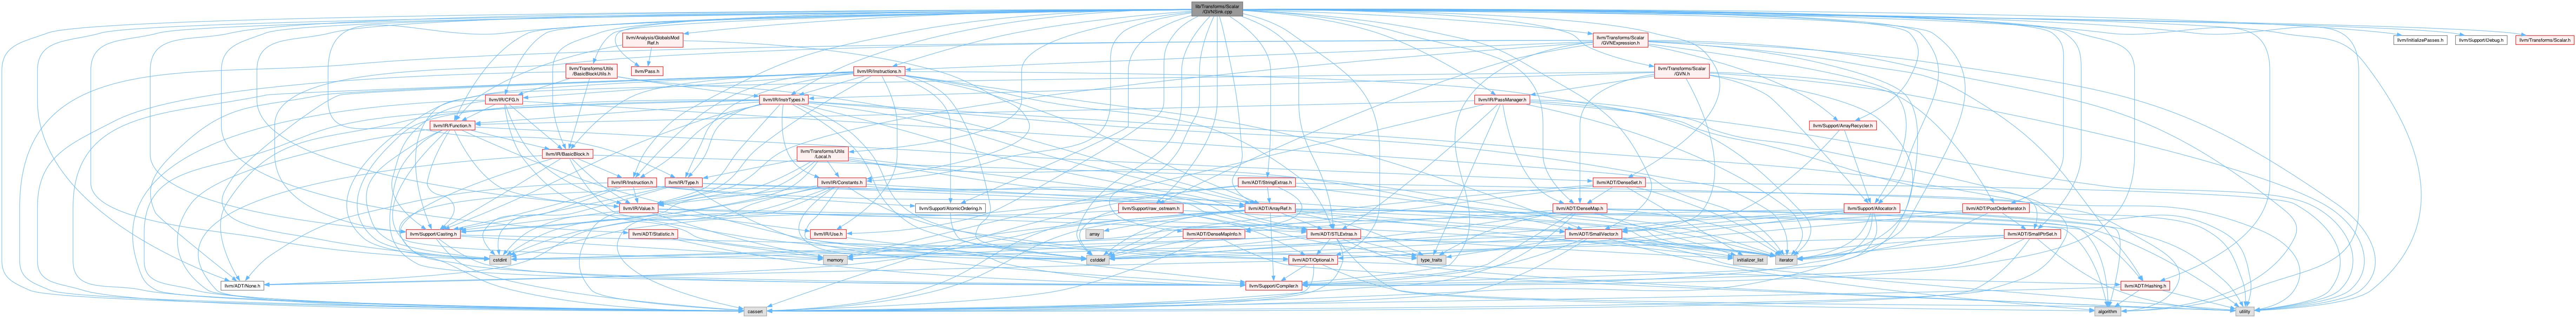 lib/Transforms/Scalar
/GVNSink.cpp
llvm/Analysis/GlobalsMod
Ref.h
llvm/Transforms/Scalar
/GVNExpression.h
llvm/InitializePasses.h
llvm/Support/Debug.h
llvm/Transforms/Scalar.h
llvm/Transforms/Utils
/BasicBlockUtils.h
llvm/Pass.h
llvm/IR/Instructions.h
llvm/Transforms/Scalar
/GVN.h
llvm/IR/CFG.h
llvm/IR/InstrTypes.h
llvm/IR/PassManager.h
llvm/IR/Function.h
llvm/Support/ArrayRecycler.h
llvm/IR/BasicBlock.h
llvm/Transforms/Utils
/Local.h
llvm/IR/Instruction.h
llvm/IR/Type.h
llvm/IR/Constants.h
llvm/ADT/StringExtras.h
llvm/ADT/DenseSet.h
llvm/IR/Value.h
llvm/Support/AtomicOrdering.h
llvm/Support/raw_ostream.h
llvm/ADT/ArrayRef.h
llvm/ADT/DenseMap.h
llvm/Support/Allocator.h
llvm/ADT/PostOrderIterator.h
llvm/Support/Casting.h
llvm/ADT/Statistic.h
llvm/IR/Use.h
array
llvm/ADT/DenseMapInfo.h
llvm/ADT/STLExtras.h
llvm/ADT/SmallVector.h
llvm/ADT/SmallPtrSet.h
cstdint
memory
cstddef
llvm/ADT/Optional.h
type_traits
initializer_list
iterator
llvm/ADT/None.h
llvm/Support/Compiler.h
llvm/ADT/Hashing.h
cassert
algorithm
utility